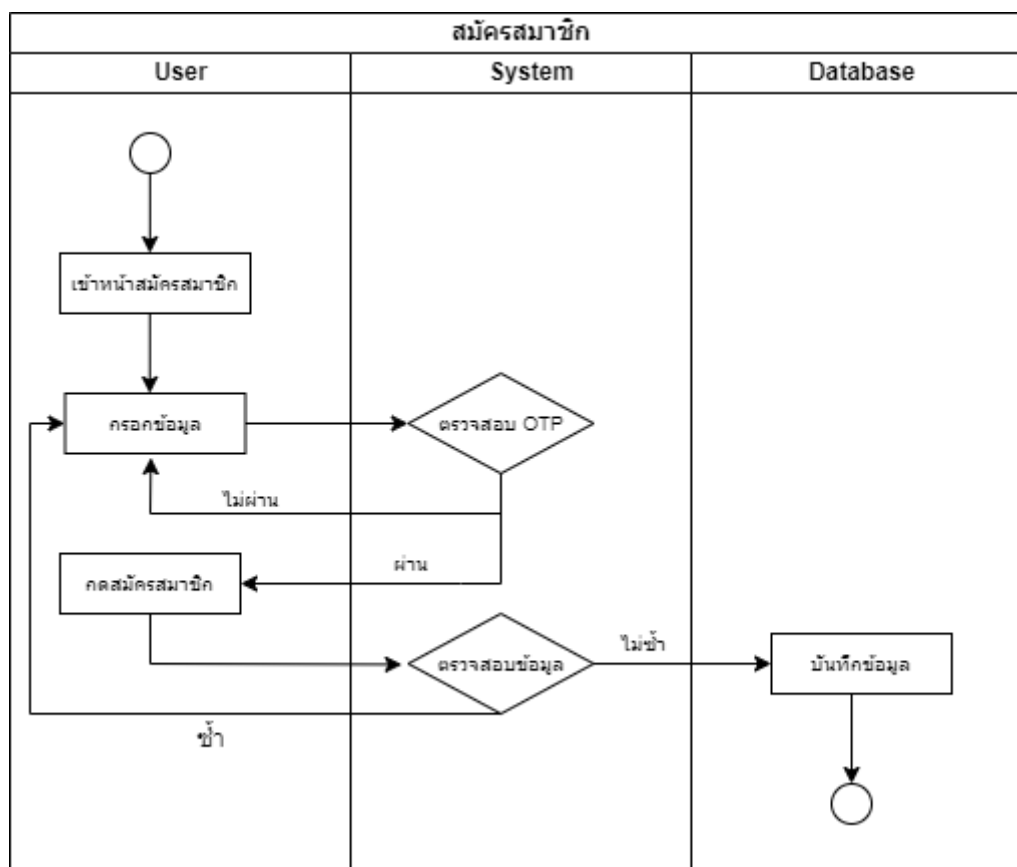 สมัครสมาชิก
User
System
Database
เข้าหน้าสมัครสมาชิก
กรอกข้อมูล
ตรวจสอบ OTP
ไม่ผ่าน
ผ่าน
กดสมัครสมาชิก
ตรวจสอบข้อมูล
ไม่ซ้ำ
บันทึกข้อมูล
ซ้ำ